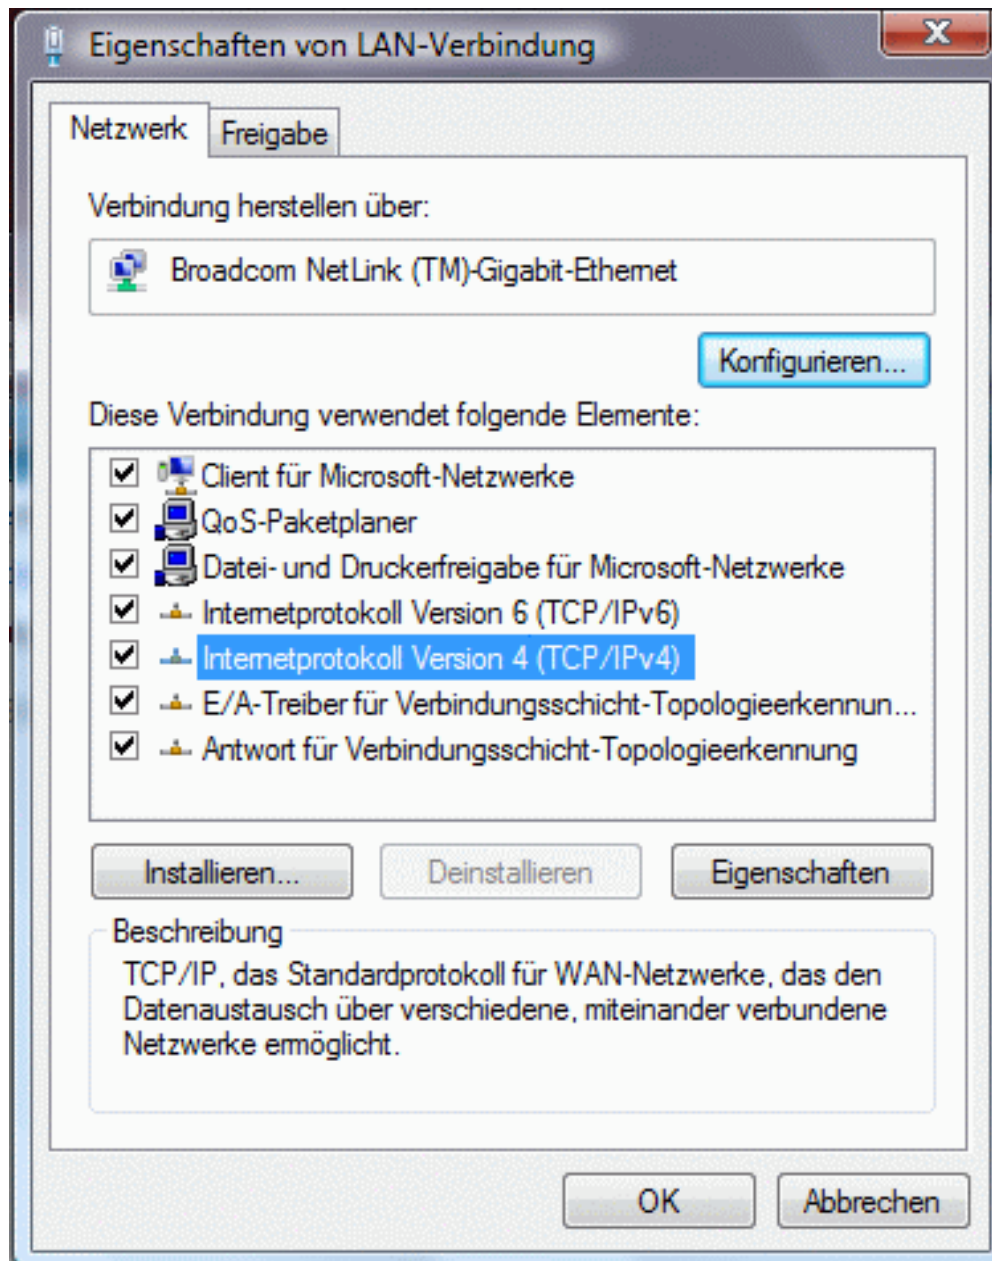 Eigenschaften von LAN-Verbindung
Netzwerk
Freigabe
Verbindung herstellen über:
Broadcom NetLink (TM)-Gigabit-Ethernet
Konfigurieren...
Diese Verbindung verwendet folgende Elemente:
Client für Microsoft-Netzwerke
QoS-Paketplaner
Datei- und Druckerfreigabe für Microsoft-Netzwerke
Internetprotokoll Version 6 (TCP/IPv6)
Internetprotokoll Version 4 (TCP/IPv4)
E/A-Treiber für Verbindungsschicht-Topologieerkennun...
Antwort für Verbindungsschicht-Topologieerkennung
Installieren...
Deinstallieren
Eigenschaften
Beschreibung
TCP/IP, das Standardprotokoll für WAN-Netzwerke, das den
Datenaustausch über verschiedene, miteinander verbundene
Netzwerke ermöglicht.
OK
Abbrechen